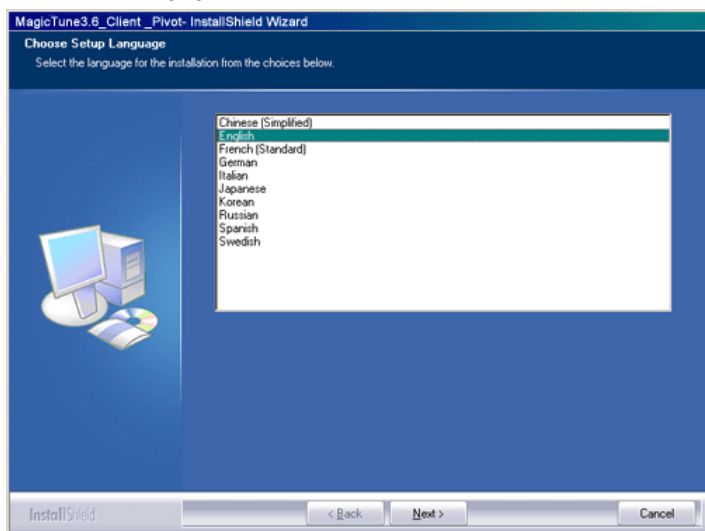 MagicTune3.6_Client _Pivot- InstallShield Wizard
Choose Setup Language
Select the language for the installation from the choices below.
Chinese (Simplified)
English
French (Standard)
German
Italian
Japanese
Korean
Russian
Spanish
Swedish
InstallShield
< Back
Next >
Cancel